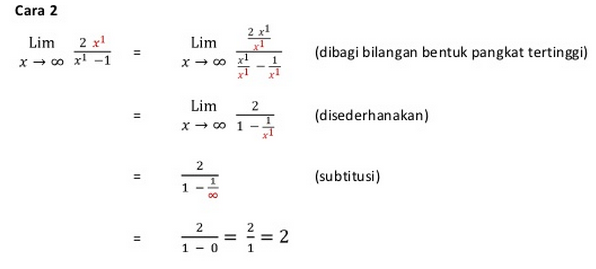 Cara 2
Lim x → ∞ 2 x¹ / x¹ −1 = Lim x → ∞ (2 x¹ / x¹) / (x¹ / x¹ − 1 / x¹) (dibagi bilangan bentuk pangkat tertinggi)
= Lim x → ∞ 2 / (1 − 1 / x¹) (disederhanakan)
= 2 / (1 − 1 / ∞) (subtitusi)
= 2 / (1 − 0) = 2 / 1 = 2